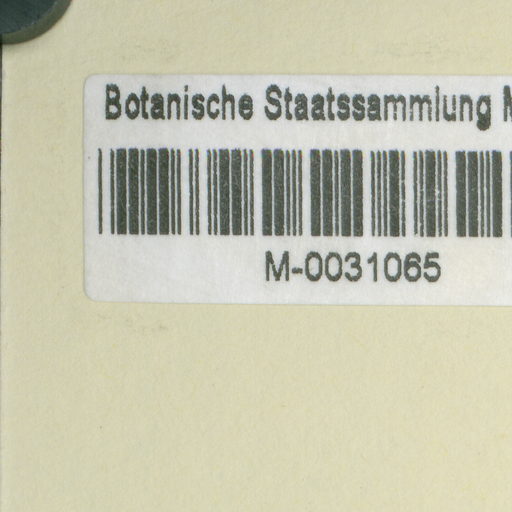 Botanische Staatssammlung
M-0031065